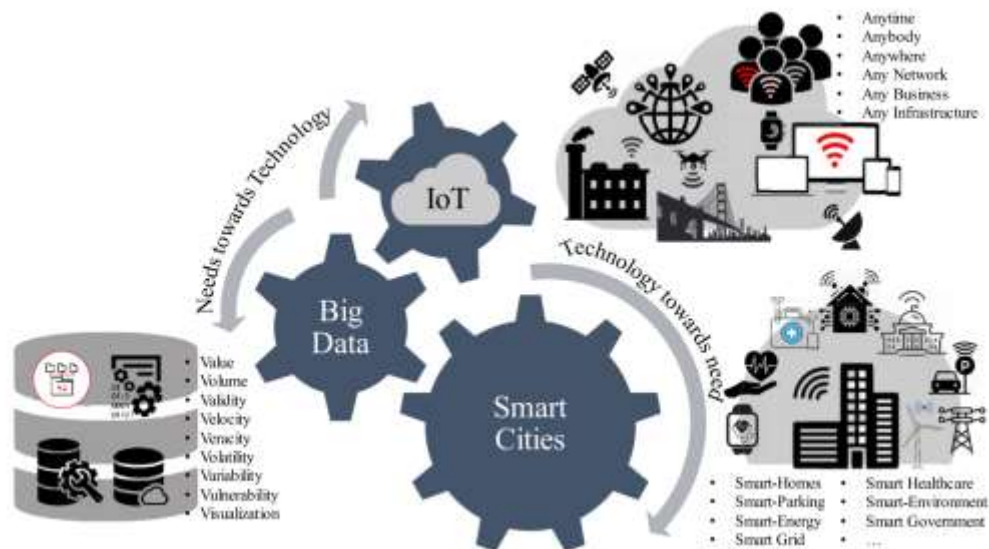 • Anytime
• Anybody
• Anywhere
• Any Network
• Any Business
• Any Infrastructure
Needs towards Technology
IoT
Technology towards need
Big
Data
Smart
Cities
• Value
• Volume
• Validity
• Velocity
• Veracity
• Volatility
• Variability
• Vulnerability
• Visualization
P
• Smart-Homes
• Smart-Parking
• Smart-Energy
• Smart Grid
• Smart Healthcare
• Smart-Environment
• Smart Government
• ...